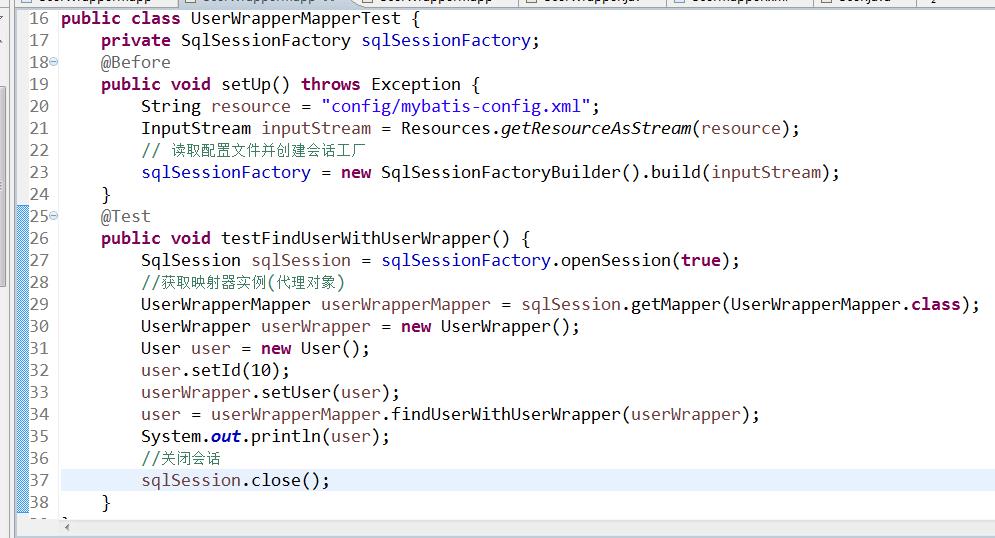 16 public class UserWrapperMapperTest {
17     private SqlSessionFactory sqlSessionFactory;
18     @Before
19     public void setUp() throws Exception {
20         String resource = "config/mybatis-config.xml";
21         InputStream inputStream = Resources.getResourceAsStream(resource);
22         // 读取配置文件并创建会话工厂
23         sqlSessionFactory = new SqlSessionFactoryBuilder().build(inputStream);
24     }
25     @Test
26     public void testFindUserWithUserWrapper() {
27         SqlSession sqlSession = sqlSessionFactory.openSession(true);
28         //获取映射器实例(代理对象)
29         UserWrapperMapper userWrapperMapper = sqlSession.getMapper(UserWrapperMapper.class);
30         UserWrapper userWrapper = new UserWrapper();
31         User user = new User();
32         user.setId(10);
33         userWrapper.setUser(user);
34         user = userWrapperMapper.findUserWithUserWrapper(userWrapper);
35         System.out.println(user);
36         //关闭会话
37         sqlSession.close();
38     }